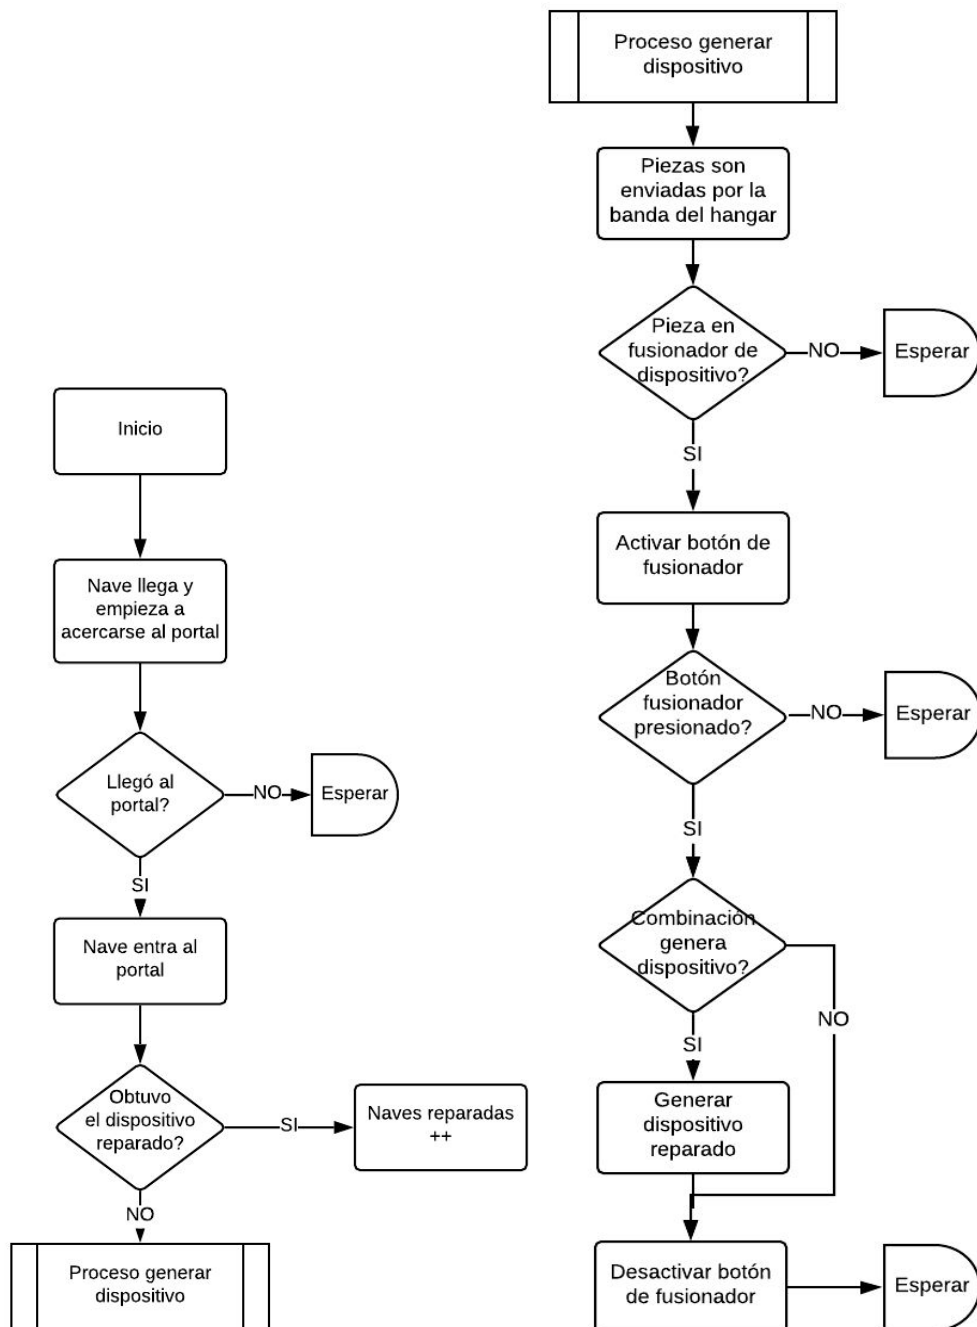 Inicio
Nave llega y
empieza a
acercarse al portal
Llegó al
portal?
NO
Esperar
SI
Nave entra al
portal
Obtuvo
el dispositivo
reparado?
SI
Naves reparadas
++
NO
Proceso generar
dispositivo
Proceso generar
dispositivo
Piezas son
enviadas por la
banda del hangar
Pieza en
fusionador de
dispositivo?
NO
Esperar
SI
Activar botón de
fusionador
Botón
fusionador
presionado?
NO
Esperar
SI
Combinación
genera
dispositivo?
NO
SI
Generar
dispositivo
reparado
Desactivar botón
de fusionador
Esperar